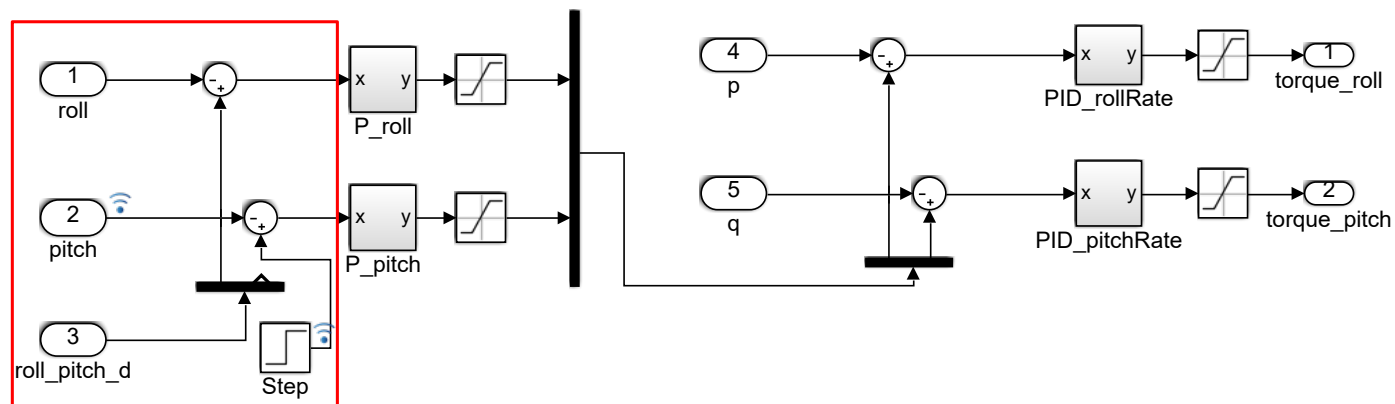 1
roll
x y
P_roll
2
pitch
x y
P_pitch
3
roll_pitch_d
Step
4
p
x y
PID_rollRate
1
torque_roll
5
q
x y
PID_pitchRate
2
torque_pitch